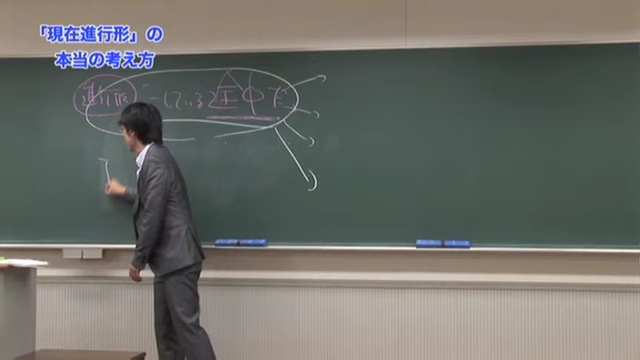 「現在進行形」の
本当の考え方
進行形 = ～している 途中だ